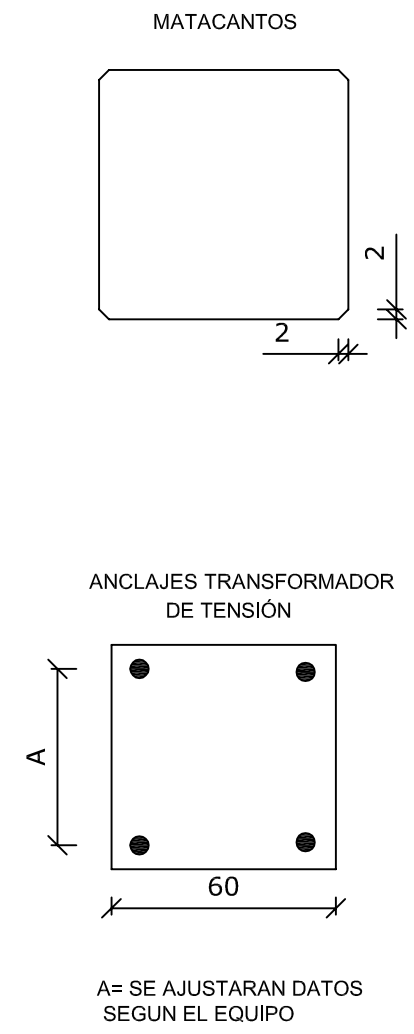 MATACANTOS
2
2
ANCLAJES TRANSFORMADOR
DE TENSIÓN
A
60
A= SE AJUSTARAN DATOS
SEGUN EL EQUIPO